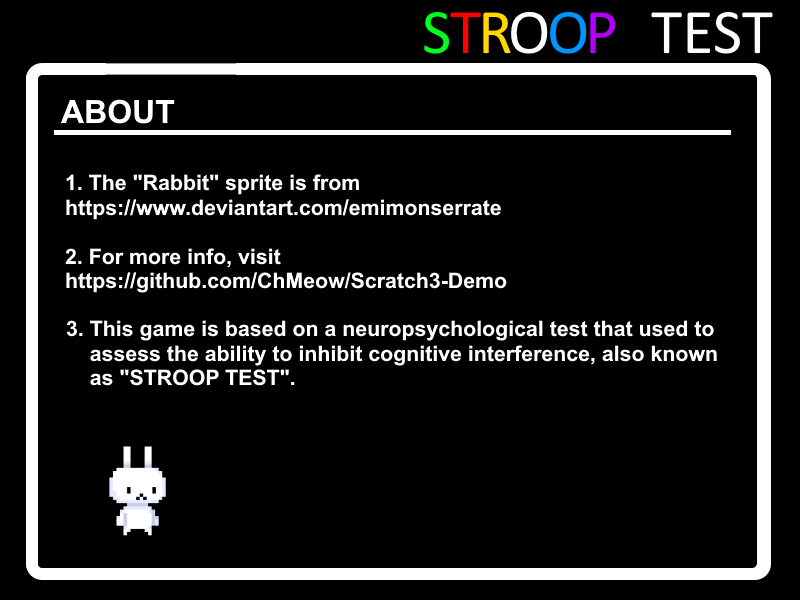 STROOP TEST
ABOUT
1. The "Rabbit" sprite is from
https://www.deviantart.com/emimonserrate
2. For more info, visit
https://github.com/ChMeow/Scratch3-Demo
3. This game is based on a neuropsychological test that used to
assess the ability to inhibit cognitive interference, also known
as "STROOP TEST".